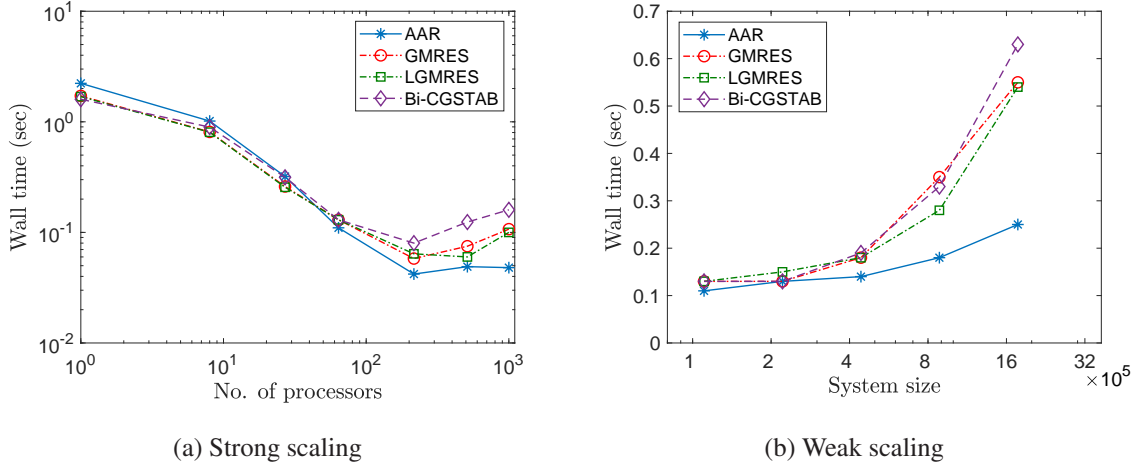 10^1
10^0
10^-1
10^-2
Wall time (sec)
AAR
GMRES
LGMRES
Bi-CGSTAB
10^0
10^1
10^2
10^3
No. of processors
(a) Strong scaling
0.7
0.6
0.5
0.4
0.3
0.2
0.1
0
Wall time (sec)
AAR
GMRES
LGMRES
Bi-CGSTAB
1
2
4
8
16
32
×10^5
System size
(b) Weak scaling